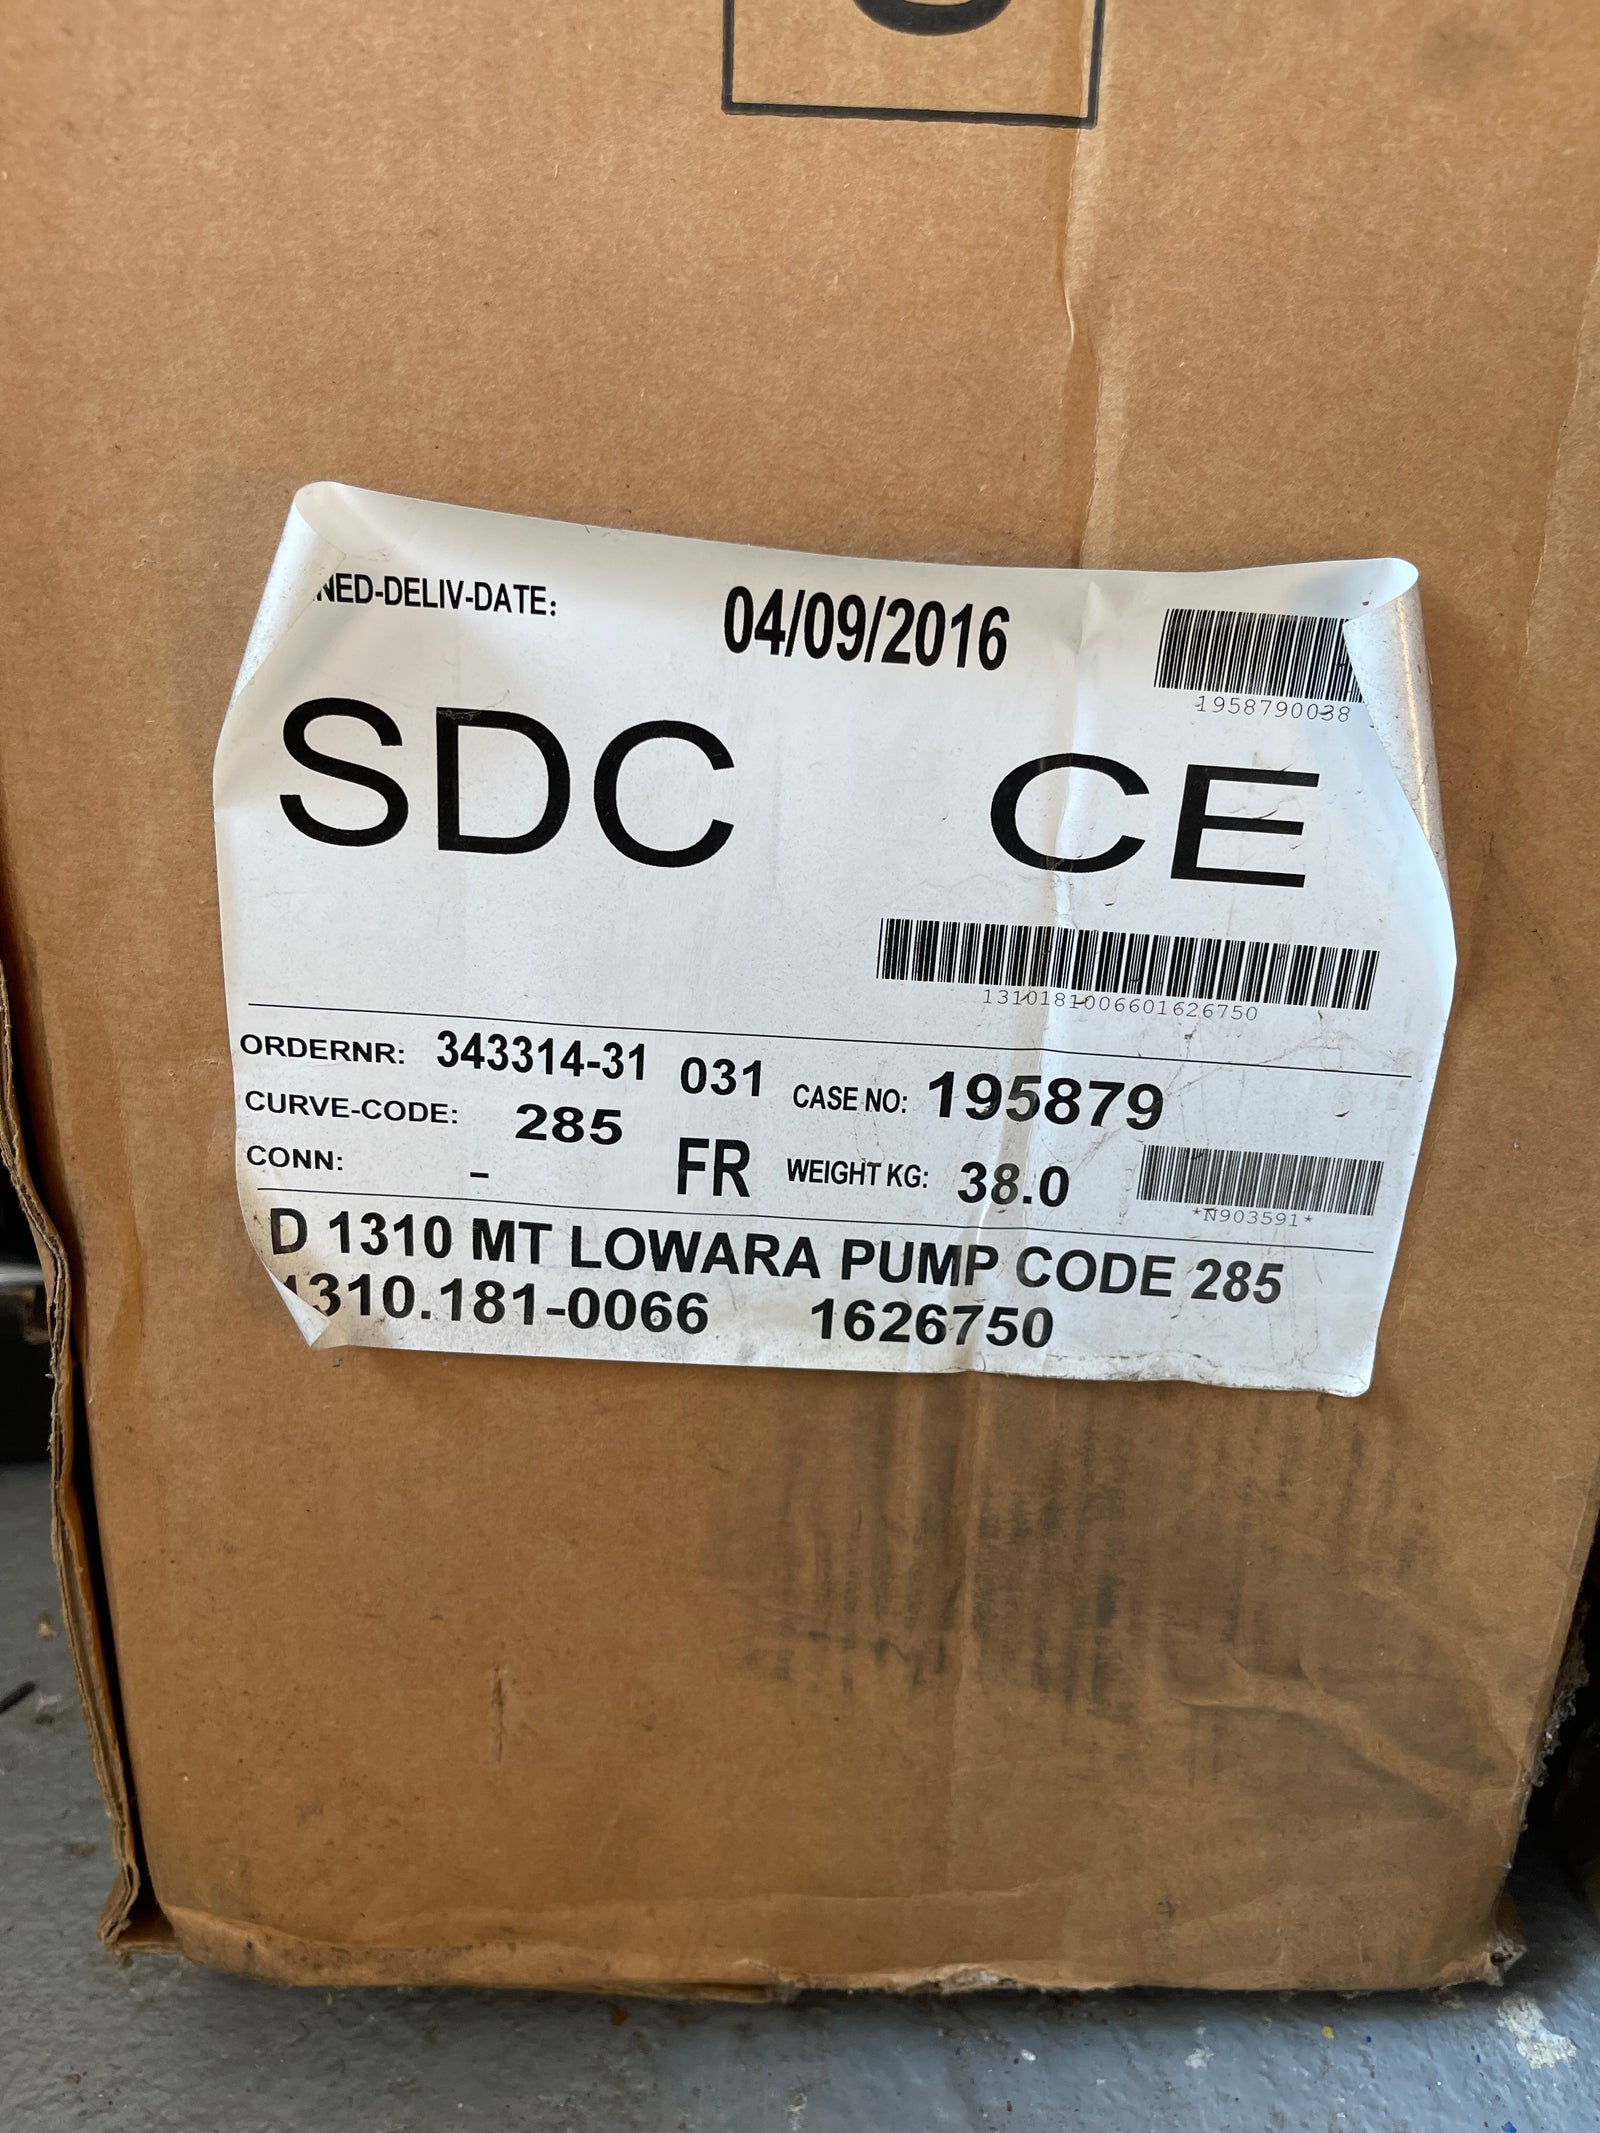 NED-DELIV-DATE: 04/09/2016
1958790038
SDC CE
1310181006601626750
ORDERNR: 343314-31 031 CASE NO: 195879
CURVE-CODE: 285
CONN: - FR WEIGHT KG: 38.0
*N903591*
D 1310 MT LOWARA PUMP CODE 285
1310.181-0066 1626750